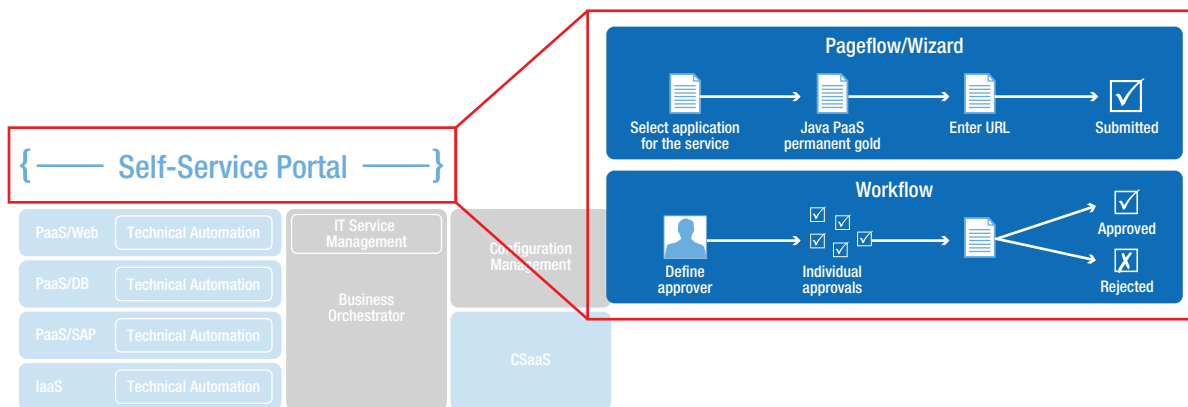 Pageflow/Wizard
Select application
for the service
Java PaaS
permanent gold
Enter URL
Submitted
{ Self-Service Portal }
Workflow
Define
approver
Individual
approvals
Approved
Rejected
PaaS/Web
Technical Automation
IT Service
Management
Configuration
Management
PaaS/DB
Technical Automation
Business
Orchestrator
PaaS/SAP
Technical Automation
CSaaS
IaaS
Technical Automation